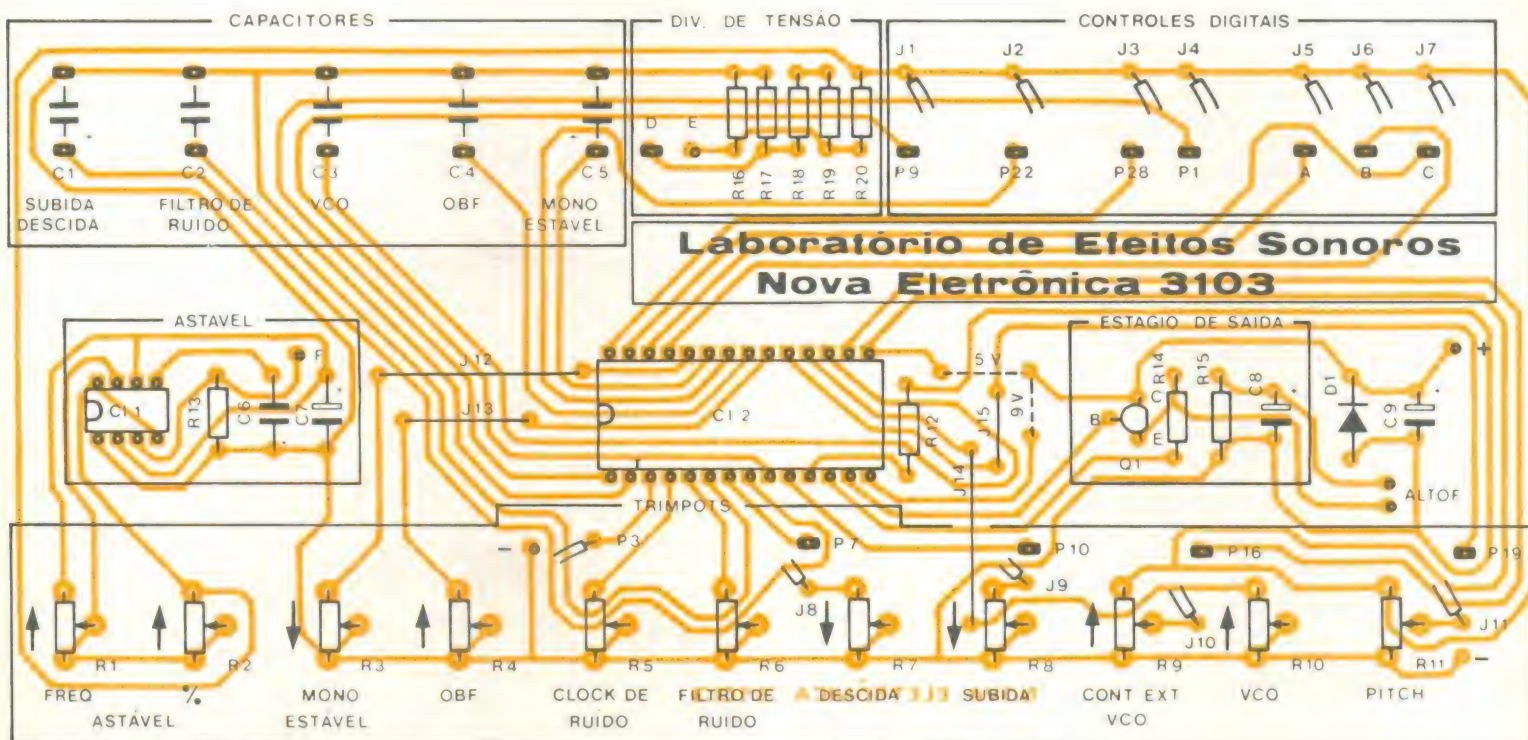 CAPACITORES
DIV. DE TENSÃO
CONTROLES DIGITAIS
J1 J2 J3 J4 J5 J6 J7
D E
C1 C2 C3 C4 C5
R16 R17 R18 R19 R20
P9 P22 P28 P1 A B C
SUBIDA DESCIDA
FILTRO DE RUIDO
VCO
OBF
MONO ESTAVEL
Laboratório de Efeitos Sonoros
Nova Eletrônica 3103
ASTAVEL
F
CI 1
R13
C6
C7
J12
J13
CI 2
R12
5V
J15
9V
J14
ESTAGIO DE SAIDA
R14
R15
C8
B
C
E
Q1
D1
C9
+
ALTOF
TRIMPOTS
-
P3
P7
P10
P16
P19
J8
J9
J10
J11
-
R1 R2 R3 R4 R5 R6 R7 R8 R9 R10 R11
FREQ
%
ASTÁVEL
MONO ESTAVEL
OBF
CLOCK DE RUÍDO
FILTRO DE RUIDO
DESCIDA
SUBIDA
CONT EXT VCO
VCO
PITCH